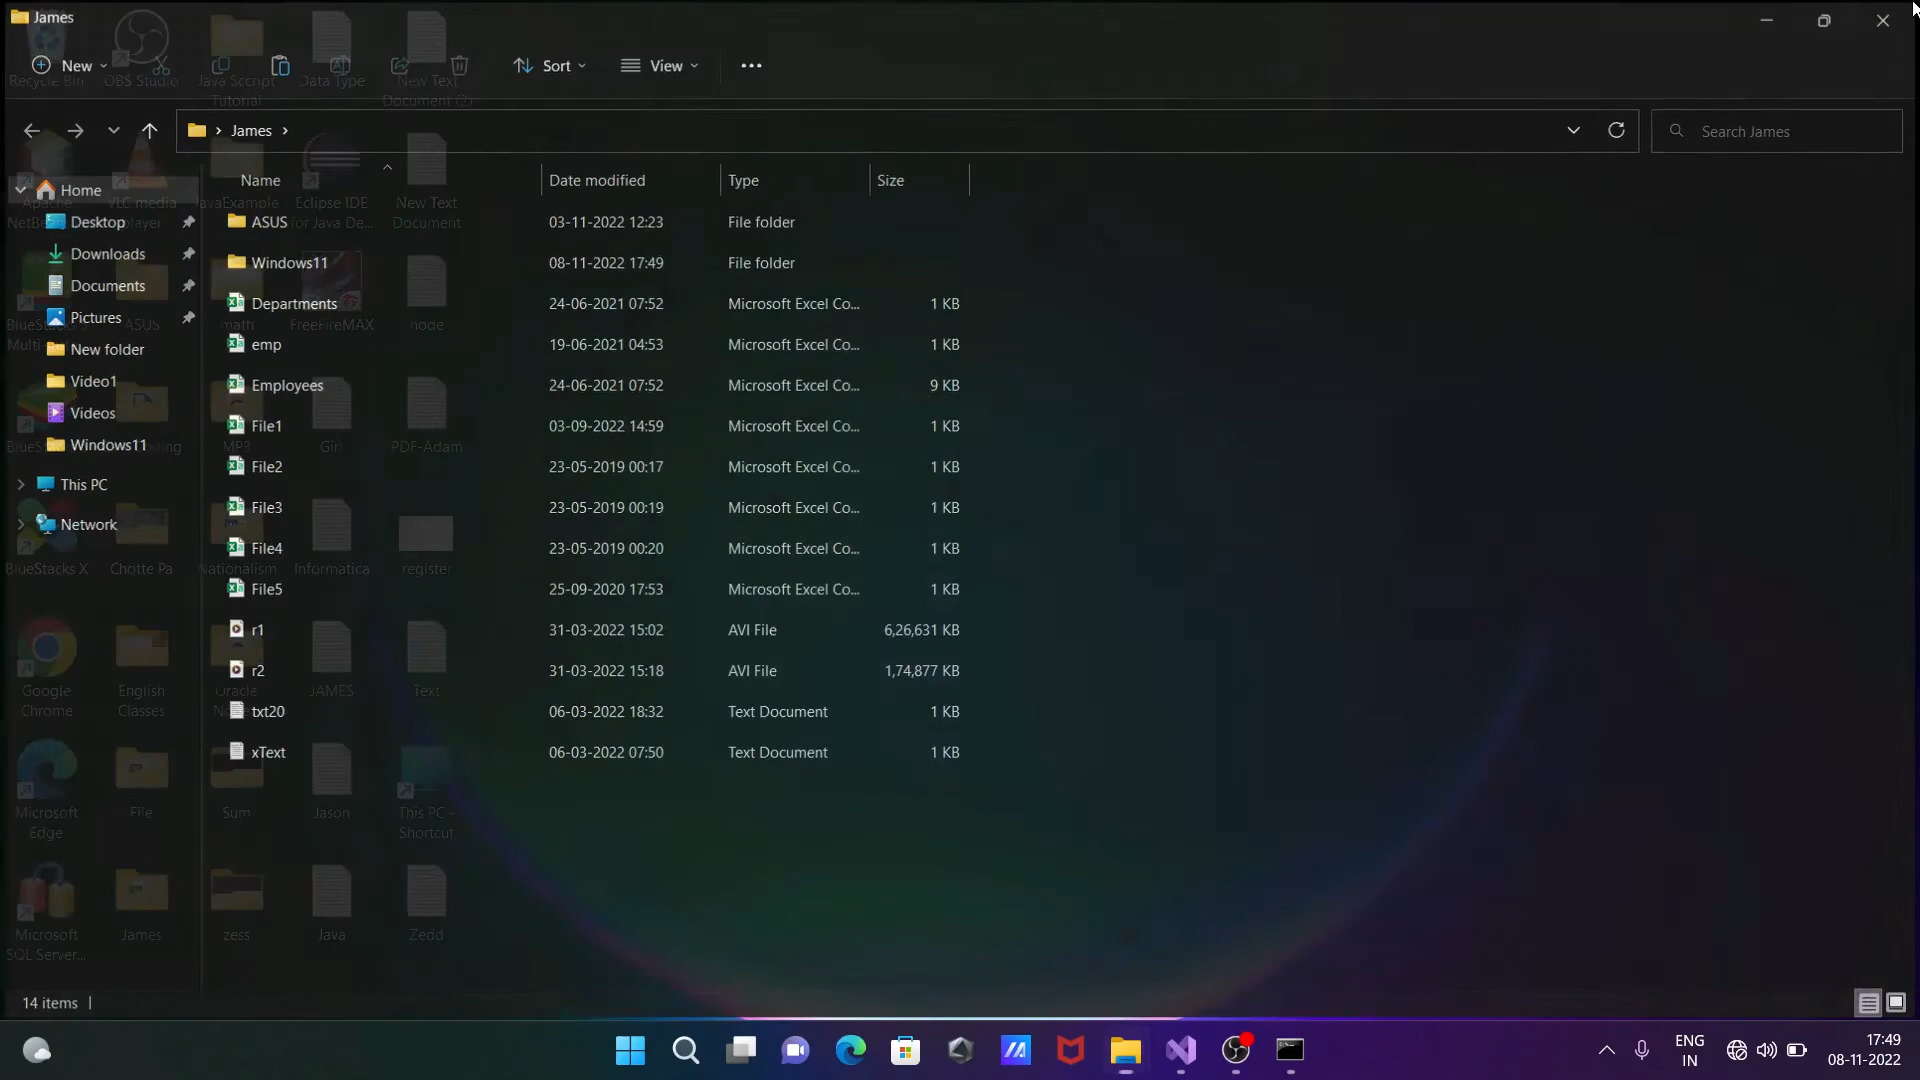 James
New
Sort
View
Recycle Bin
OBS Studio
Java Script
Tutorial
Data Type
New Text
Document (2)
James
Search James
Name
Date modified
Type
Size
Home
Desktop
Downloads
Documents
Pictures
New folder
Video1
Videos
Windows11
This PC
Network
ASUS 03-11-2022 12:23 File folder
Windows11 08-11-2022 17:49 File folder
Departments 24-06-2021 07:52 Microsoft Excel Co... 1 KB
emp 19-06-2021 04:53 Microsoft Excel Co... 1 KB
Employees 24-06-2021 07:52 Microsoft Excel Co... 9 KB
File1 03-09-2022 14:59 Microsoft Excel Co... 1 KB
File2 23-05-2019 00:17 Microsoft Excel Co... 1 KB
File3 23-05-2019 00:19 Microsoft Excel Co... 1 KB
File4 23-05-2019 00:20 Microsoft Excel Co... 1 KB
File5 25-09-2020 17:53 Microsoft Excel Co... 1 KB
r1 31-03-2022 15:02 AVI File 6,26,631 KB
r2 31-03-2022 15:18 AVI File 1,74,877 KB
txt20 06-03-2022 18:32 Text Document 1 KB
xText 06-03-2022 07:50 Text Document 1 KB
Apache
VLC media
player
Eclipse IDE
for Java De...
New Text
Document
ASUS
math
FreeFireMAX
node
MP3
Girl
PDF-Adam
BlueStacks X
Chotte Pa
Nationalism
Informatica
register
Google
Chrome
English
Classes
Oracle
JAMES
Text
Microsoft
Edge
File
Sum
Jason
This PC -
Shortcut
Microsoft
SQL Server...
James
zess
Java
Zedd
14 items
ENG
IN
17:49
08-11-2022